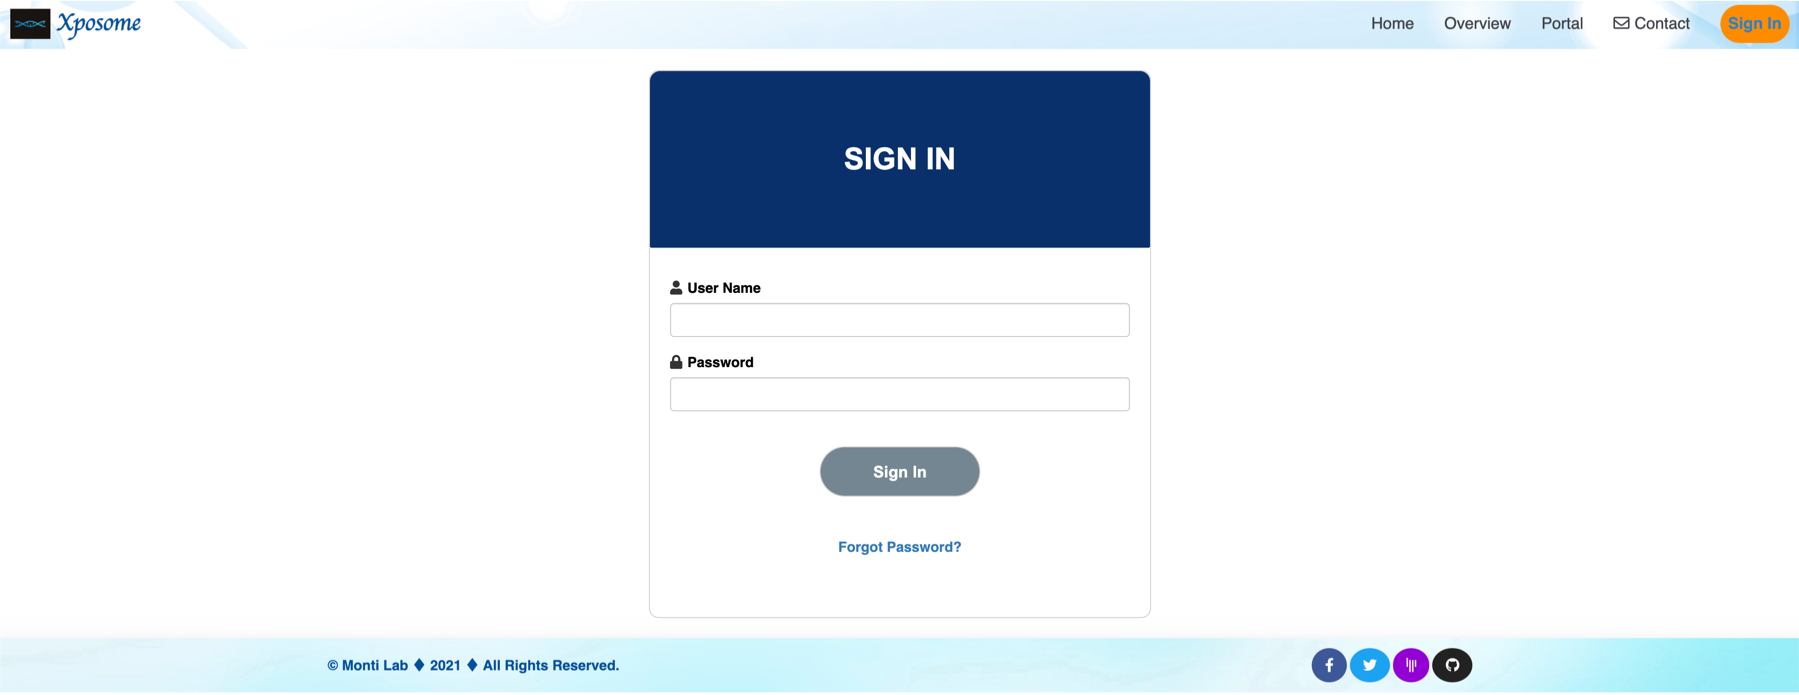 Xposome
Home Overview Portal Contact Sign In
SIGN IN
User Name
Password
Sign In
Forgot Password?
© Monti Lab ♦ 2021 ♦ All Rights Reserved.